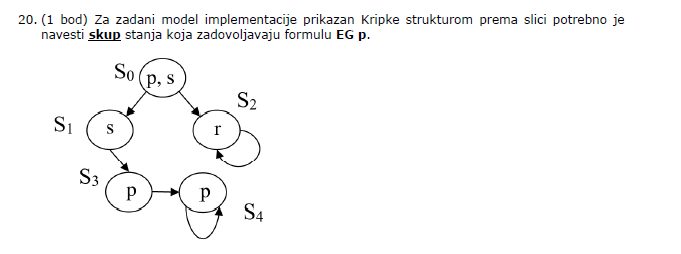 20. (1 bod) Za zadani model implementacije prikazan Kripke strukturom prema slici potrebno je
navesti skup stanja koja zadovoljavaju formulu EG p.
S0 p, s
S2
S1 s r
S3
p p
S4